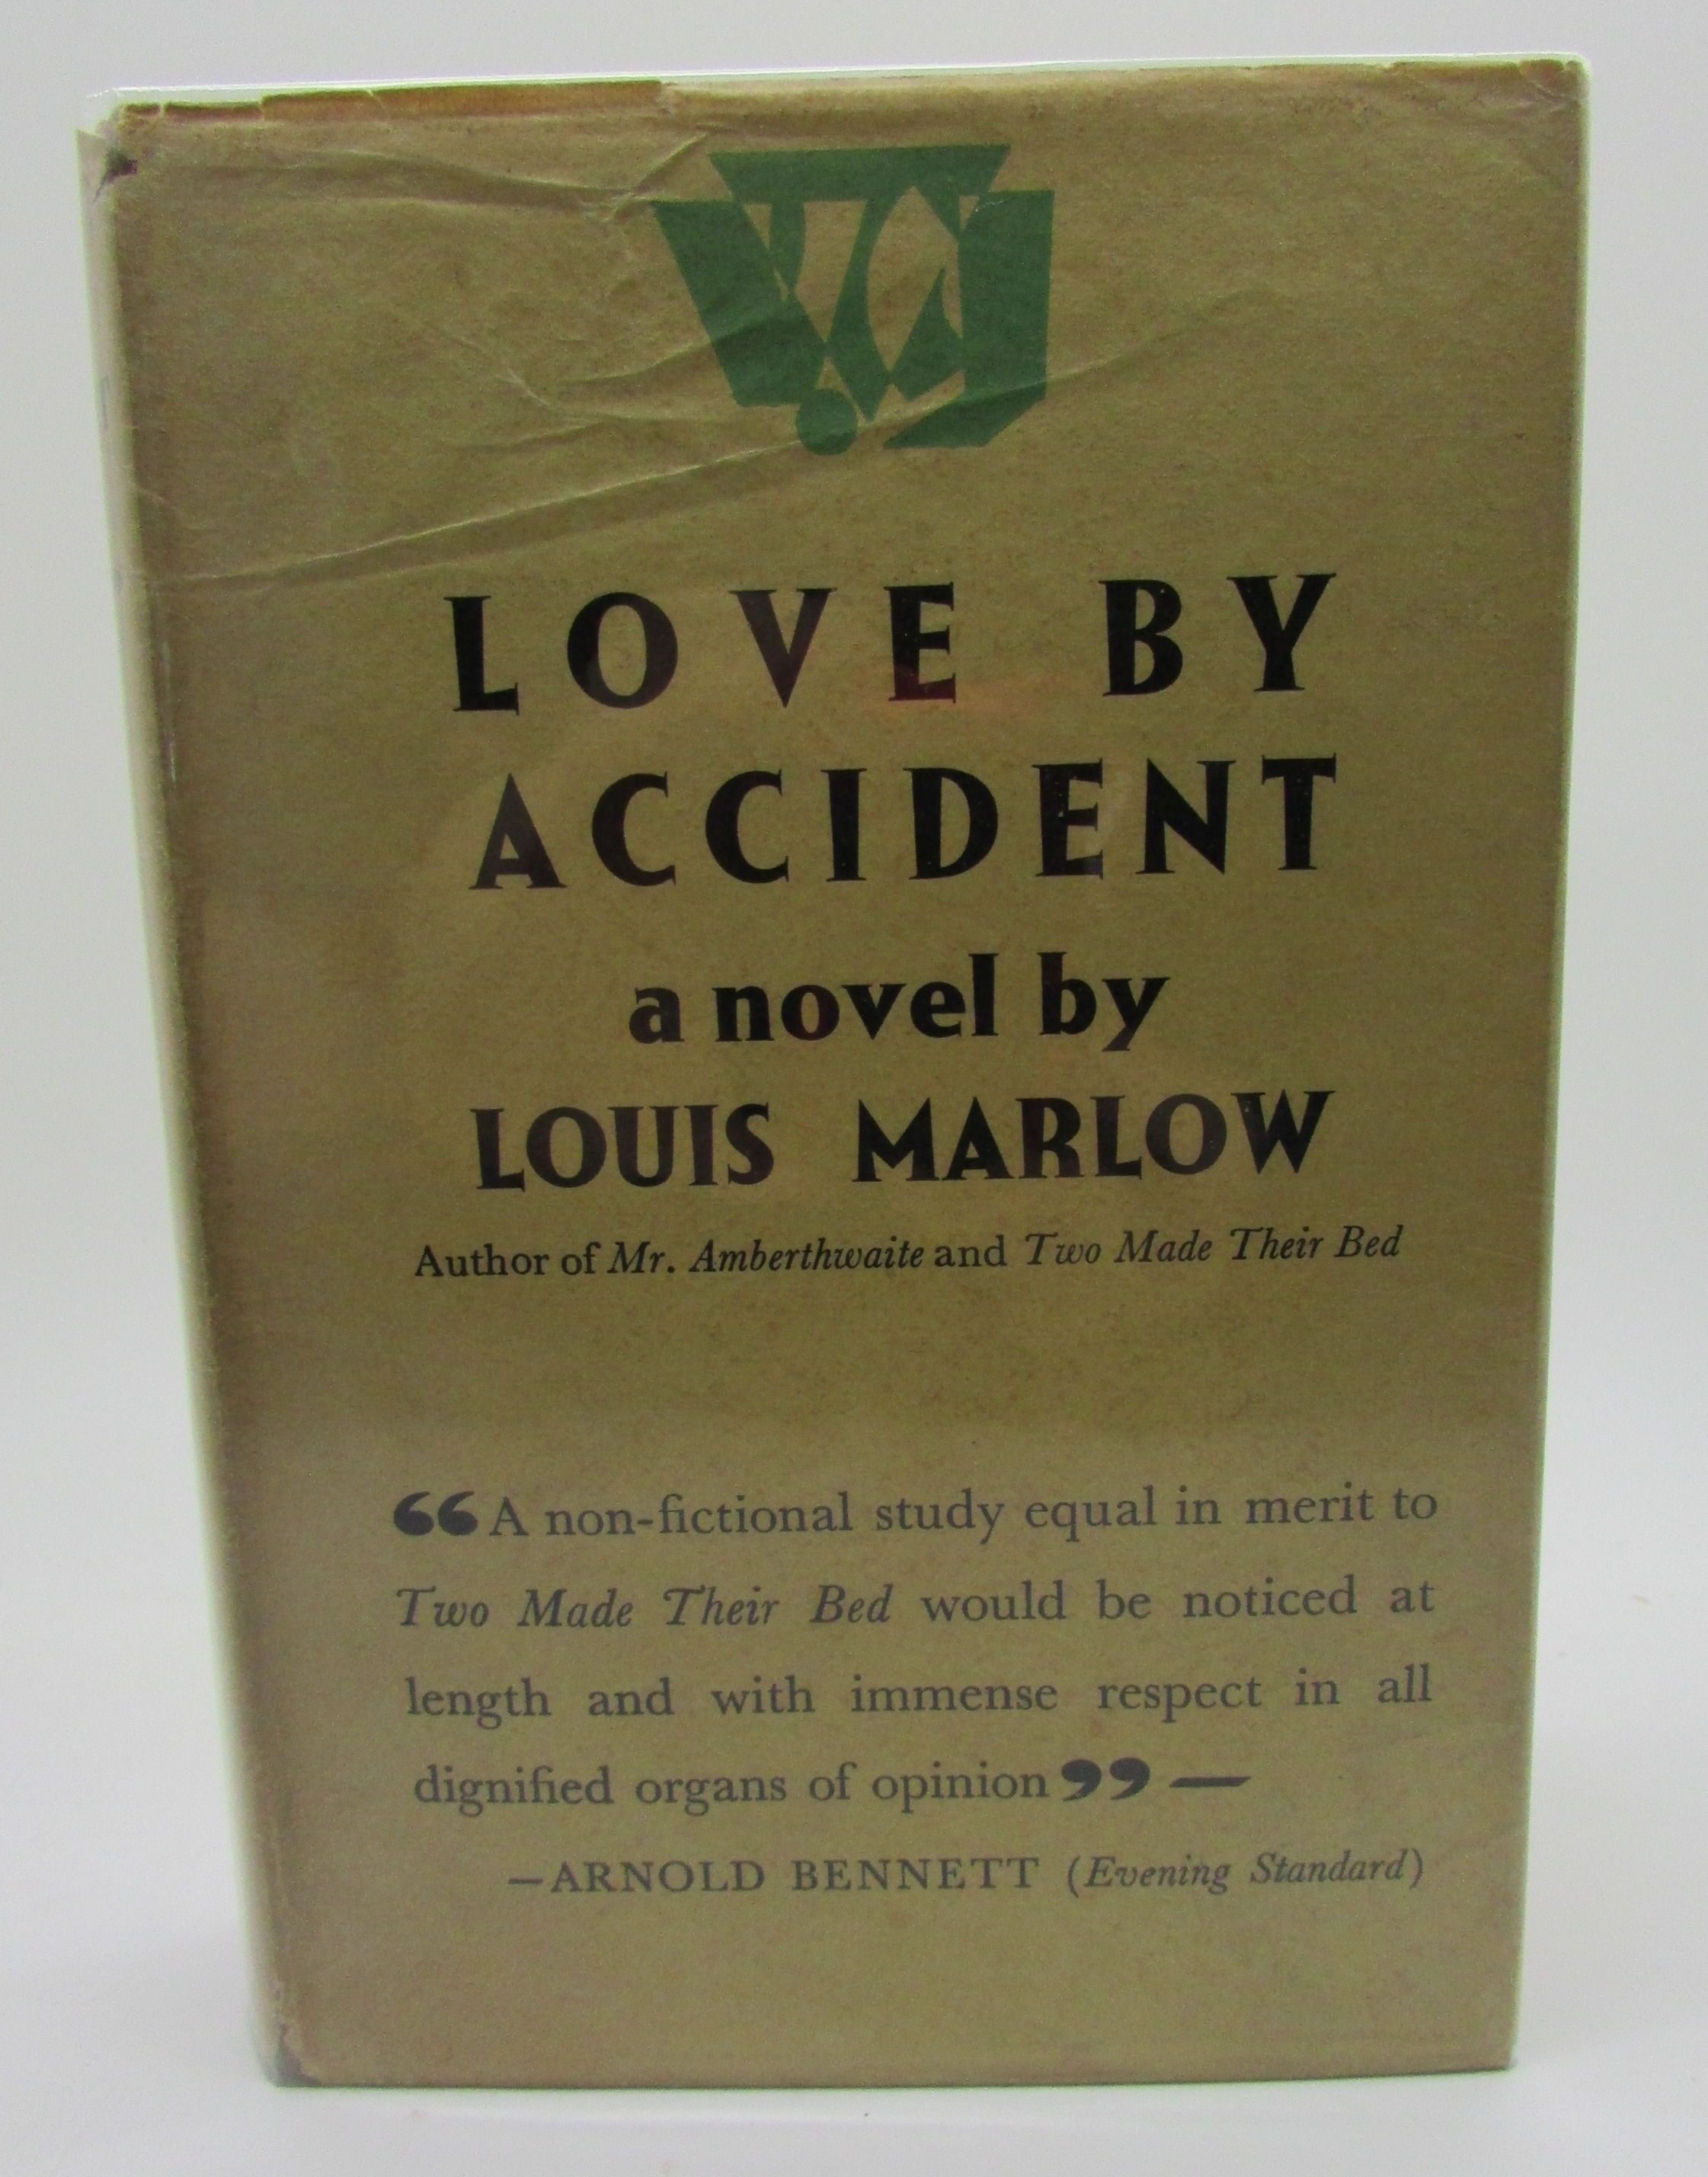 LOVE BY
ACCIDENT
a novel by
LOUIS MARLOW
Author of Mr. Amberthwaite and Two Made Their Bed
“A non-fictional study equal in merit to
Two Made Their Bed would be noticed at
length and with immense respect in all
dignified organs of opinion” —
—ARNOLD BENNETT (Evening Standard)